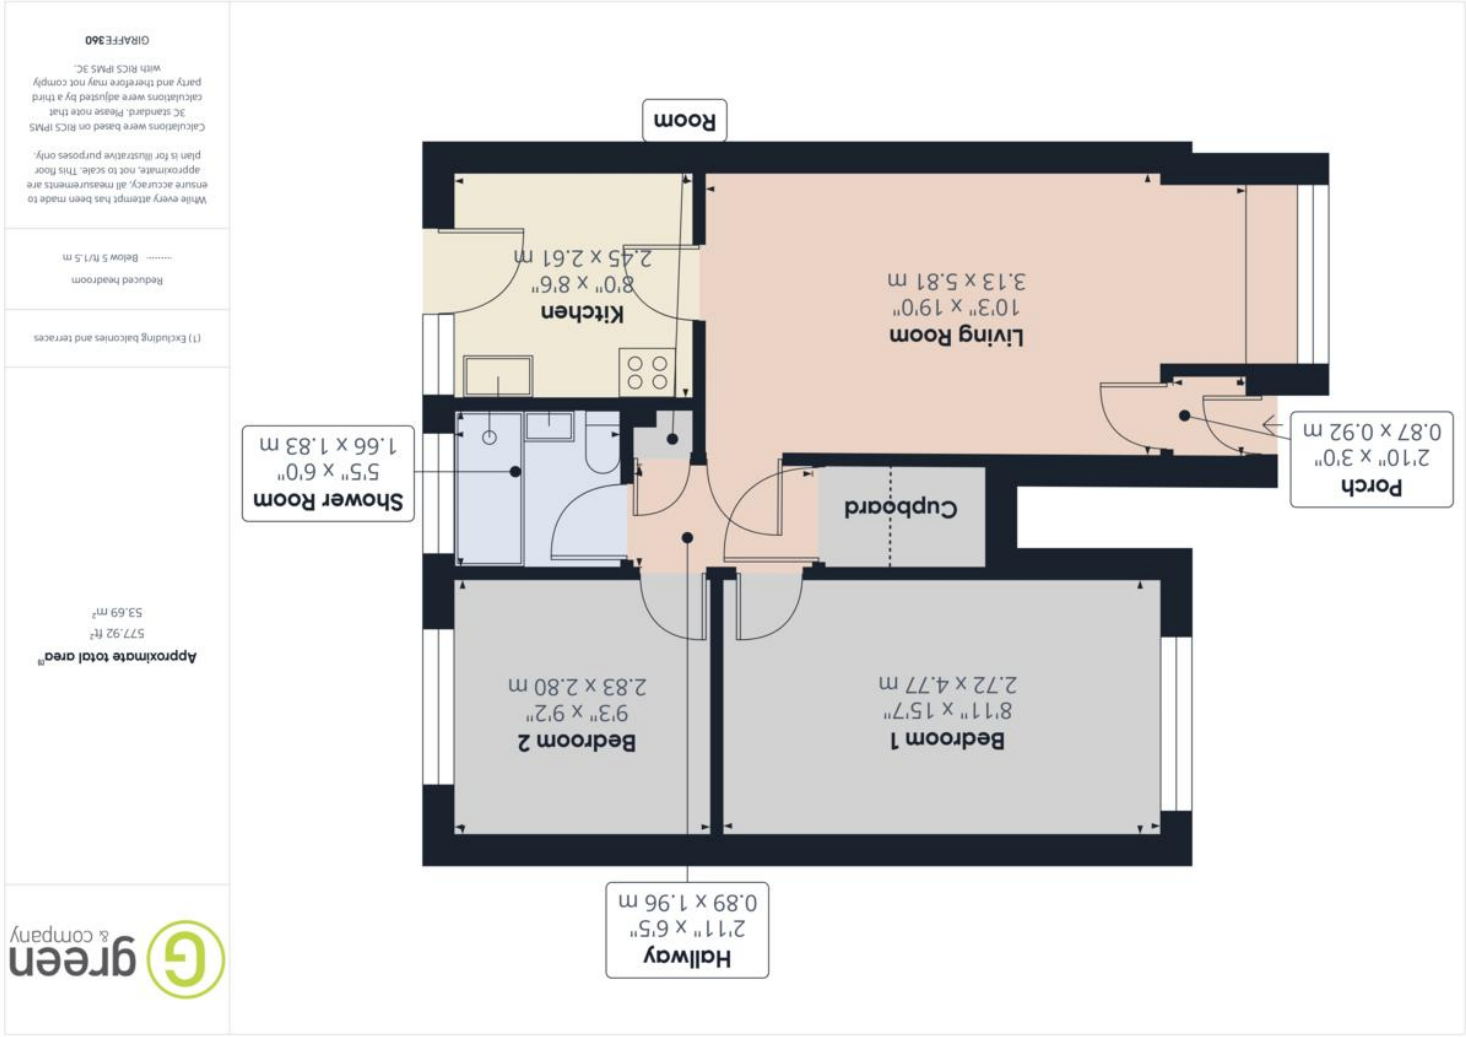 green
& company
G
Approximate total area⁽¹⁾
577.92 ft²
53.69 m²
(1) Excluding balconies and terraces
Reduced headroom
Below 5 ft/1.5 m
While every attempt has been made to
ensure accuracy, all measurements are
approximate, not to scale. This floor
plan is for illustrative purposes only.
Calculations were based on RICS IPMS
3C standard. Please note that
calculations were adjusted by a third
party and therefore may not comply
with RICS IPMS 3C.
GIRAFFE360
Hallway
2'11" x 6'5"
0.89 x 1.96 m
Bedroom 1
8'11" x 15'7"
2.72 x 4.77 m
Bedroom 2
9'3" x 9'2"
2.83 x 2.80 m
Cupboard
Porch
2'10" x 3'0"
0.87 x 0.92 m
Shower Room
5'5" x 6'0"
1.66 x 1.83 m
Living Room
10'3" x 19'0"
3.13 x 5.81 m
Kitchen
8'0" x 8'6"
2.45 x 2.61 m
Room